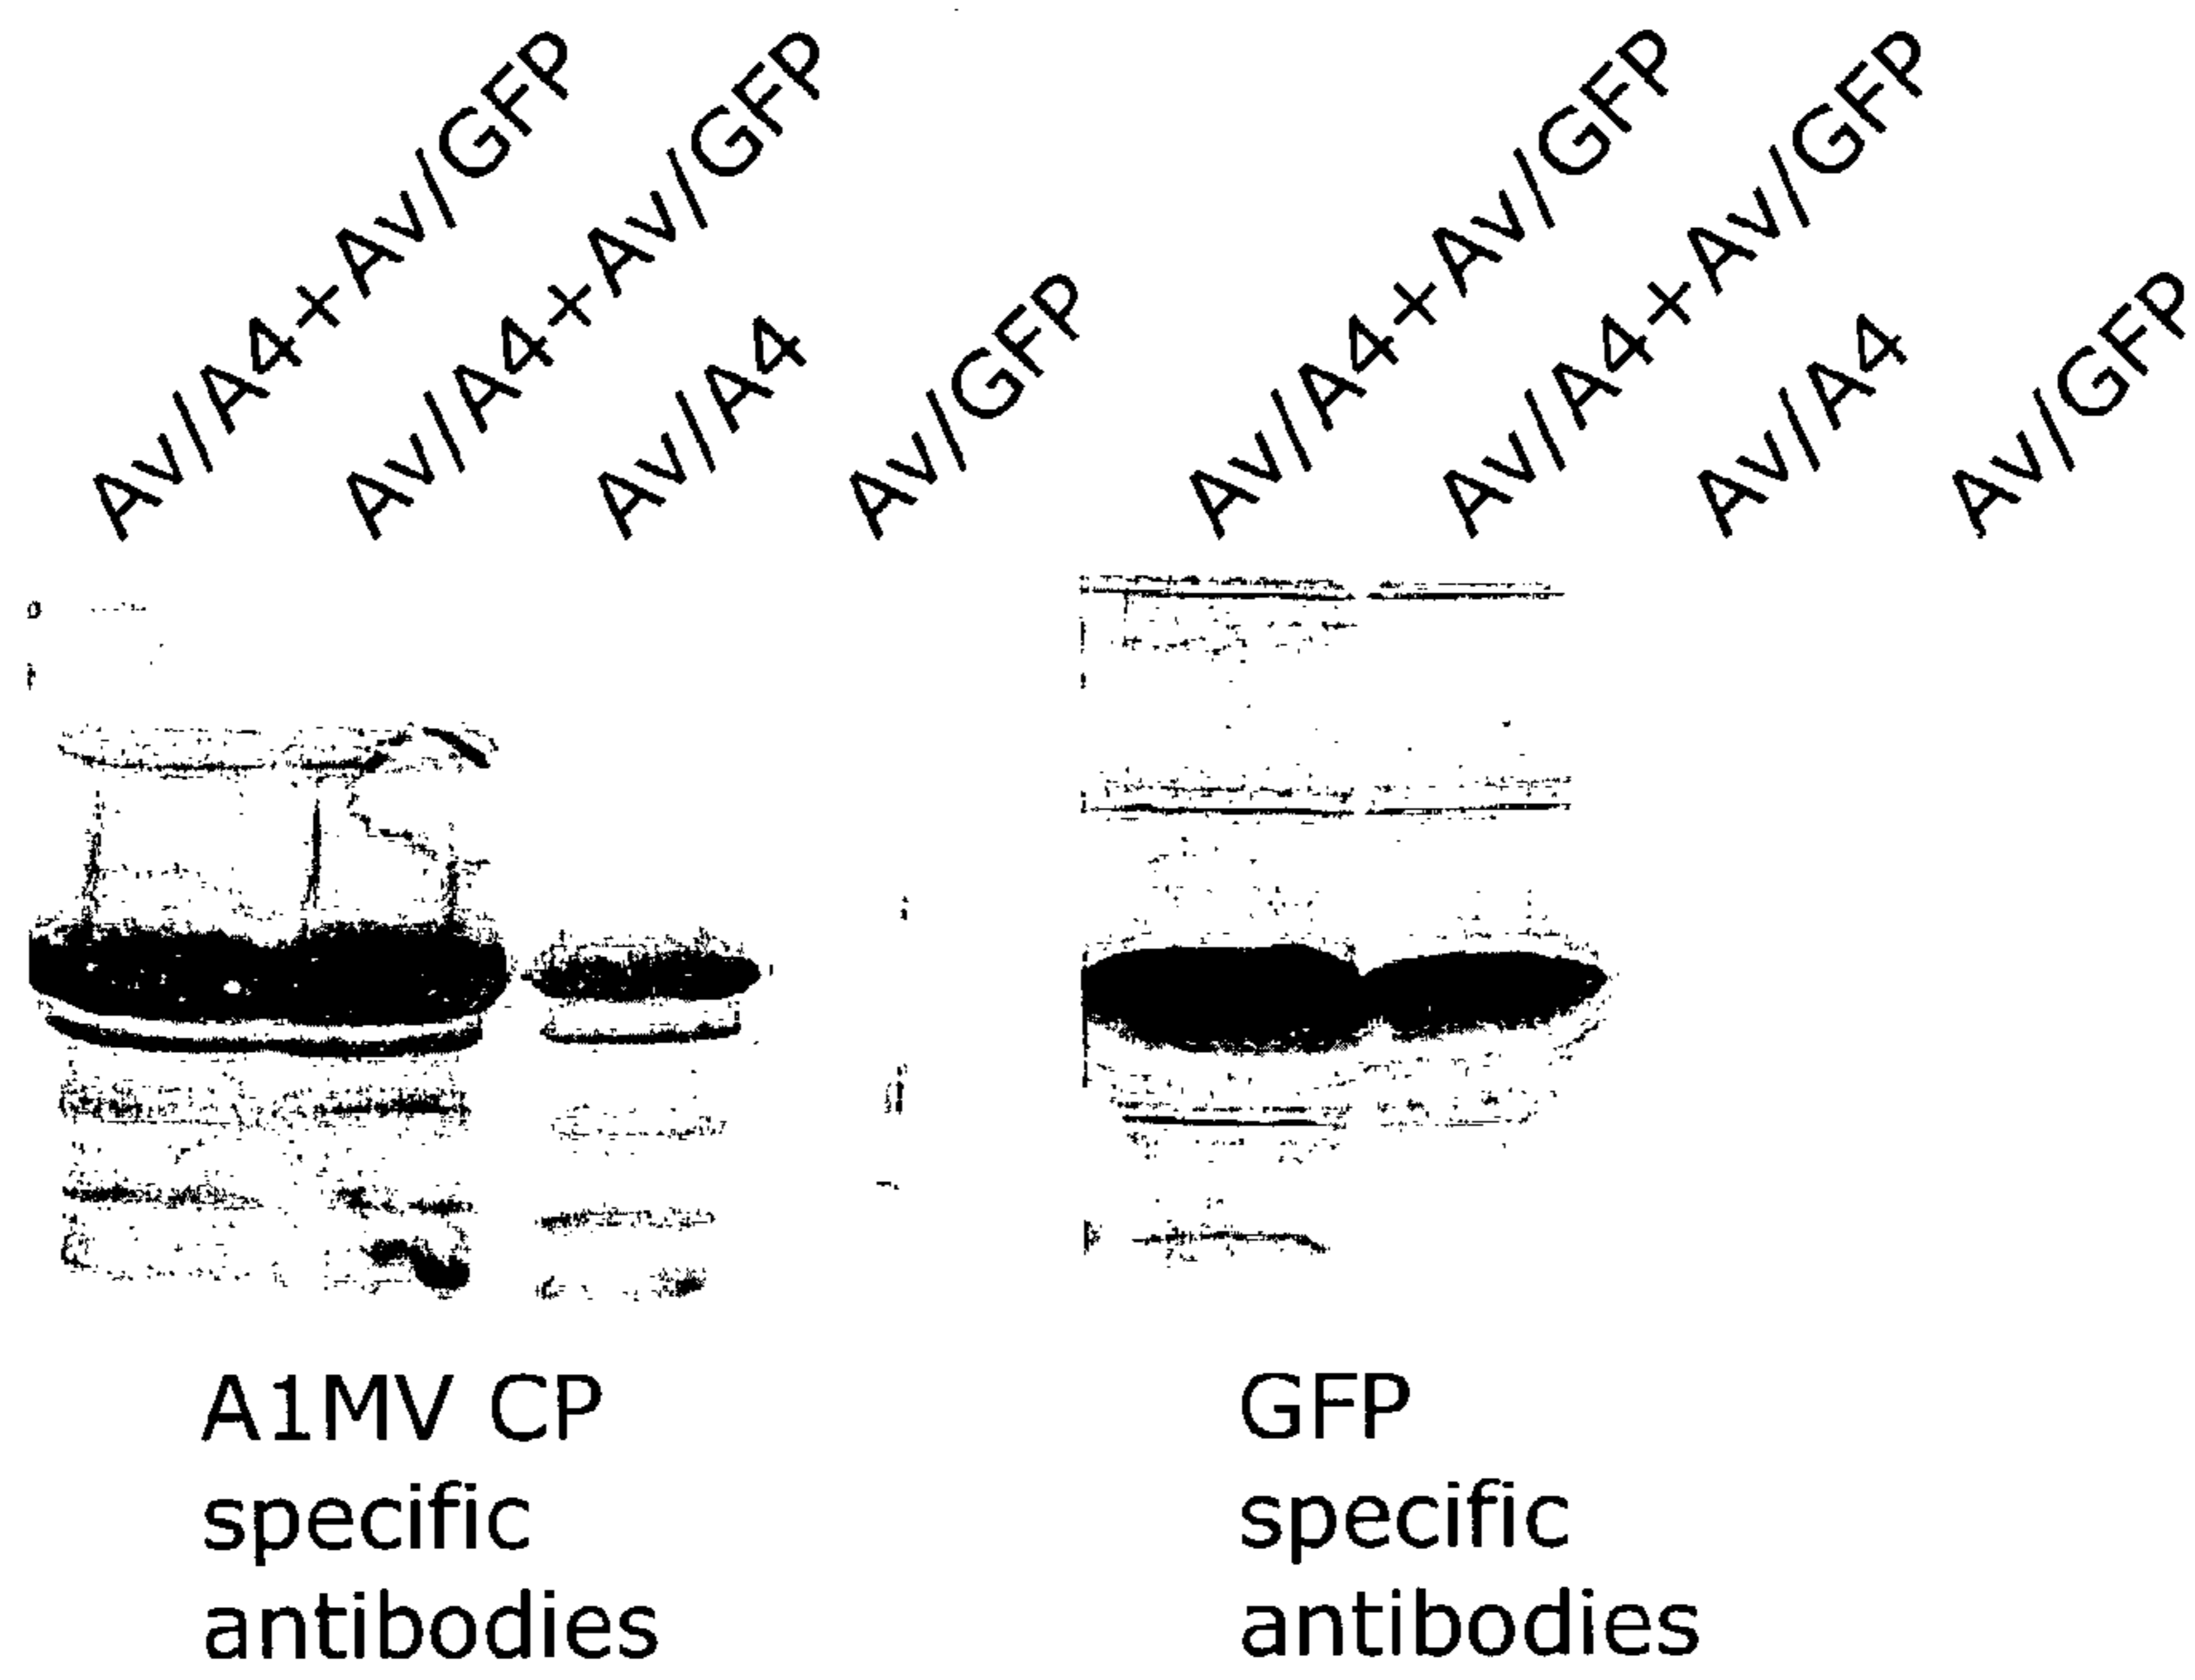 Av/A4+Av/GFP
Av/A4+Av/GFP
Av/A4
Av/GFP
Av/A4+Av/GFP
Av/A4+Av/GFP
Av/A4
Av/GFP
A1MV CP
specific
antibodies
GFP
specific
antibodies